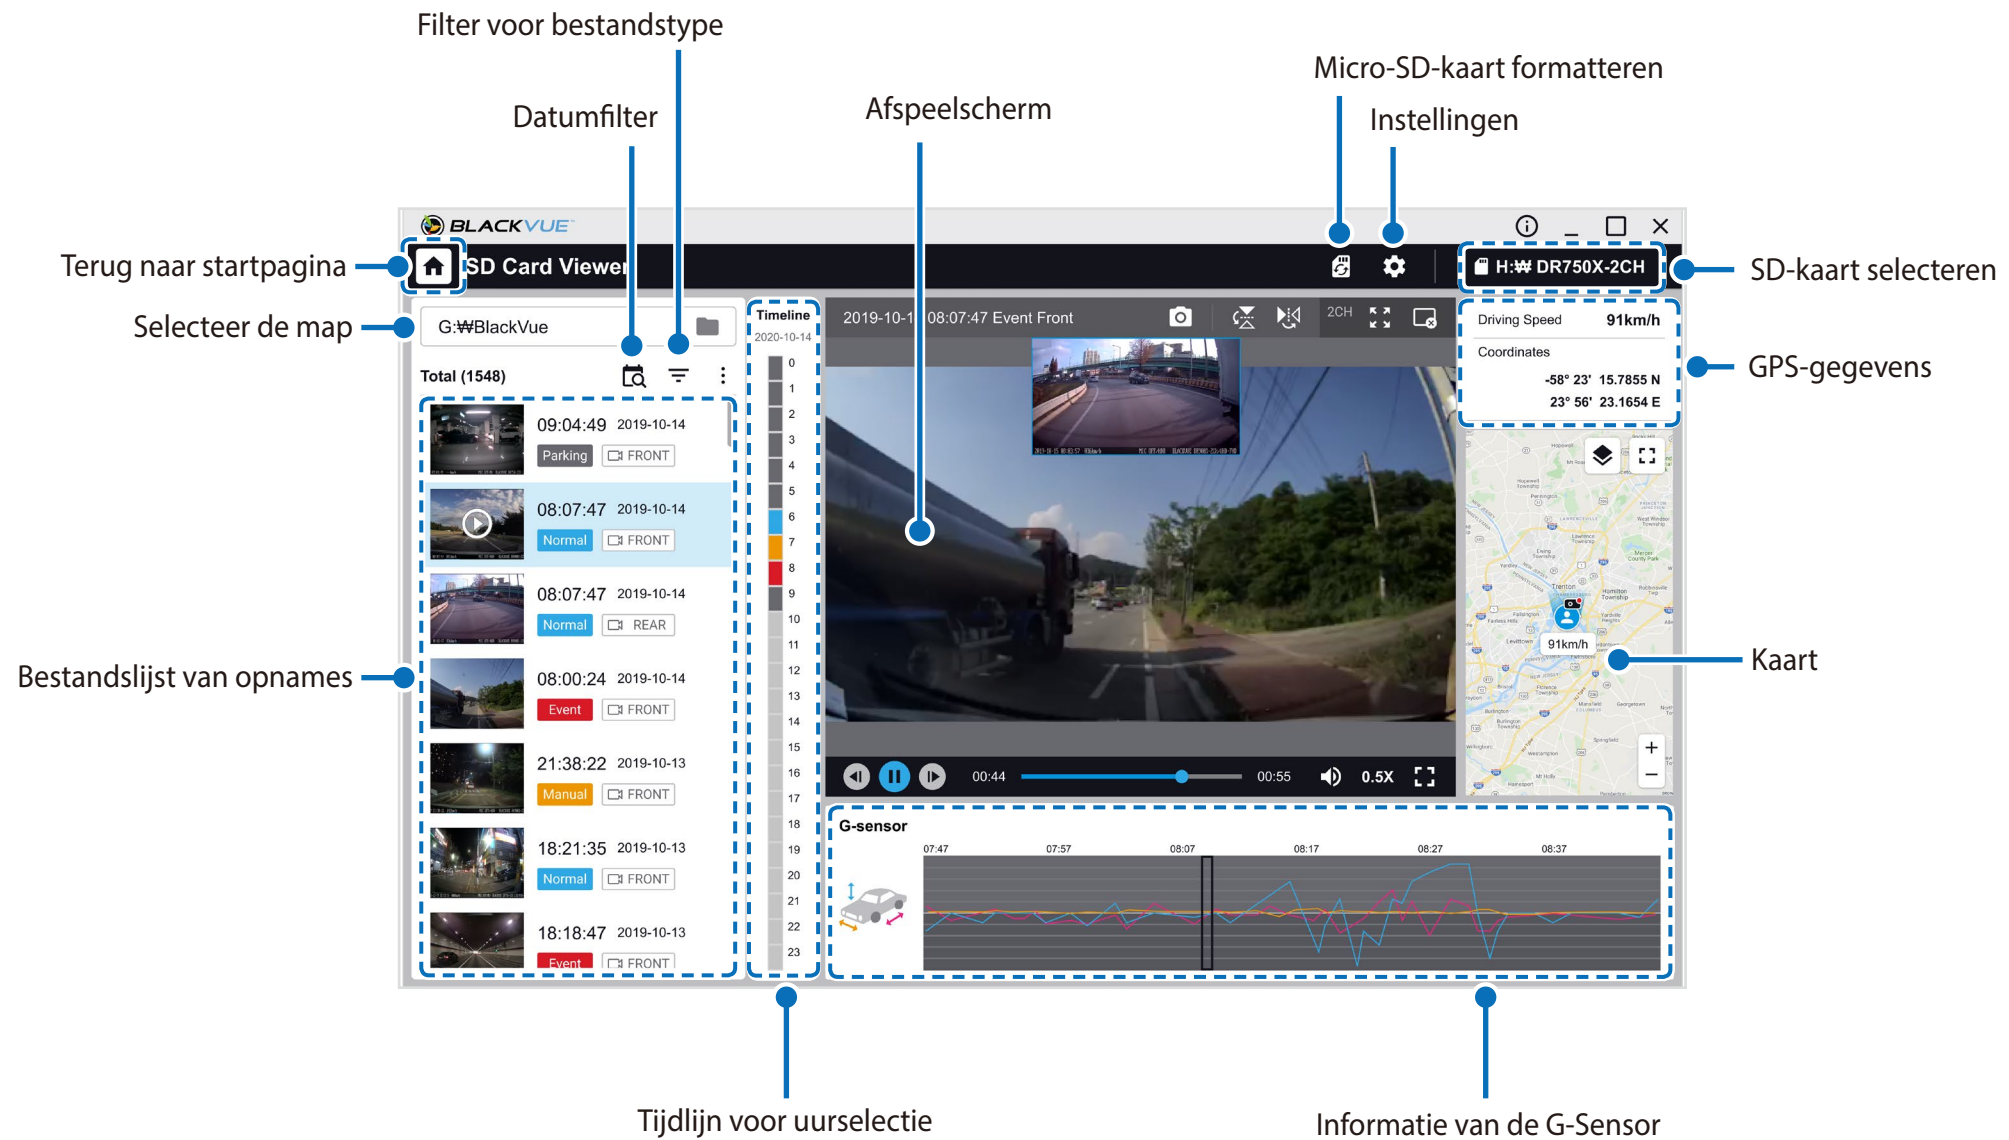 Filter voor bestandstype
Micro-SD-kaart formatteren
Datumfilter
Afspeelscherm
Instellingen
BLACKVUE
Terug naar startpagina
SD Card Viewer
H:₩ DR750X-2CH
SD-kaart selecteren
Selecteer de map
G:₩BlackVue
Timeline
2020-10-14
2019-10-1 08:07:47 Event Front
2CH
Driving Speed 91km/h
Coordinates
-58° 23' 15.7855 N
23° 56' 23.1654 E
GPS-gegevens
Total (1548)
09:04:49 2019-10-14
Parking FRONT
08:07:47 2019-10-14
Normal FRONT
08:07:47 2019-10-14
Normal REAR
Bestandslijst van opnames
08:00:24 2019-10-14
Event FRONT
21:38:22 2019-10-13
Manual FRONT
18:21:35 2019-10-13
Normal FRONT
18:18:47 2019-10-13
Event FRONT
0
1
2
3
4
5
6
7
8
9
10
11
12
13
14
15
16
17
18
19
20
21
22
23
Trenton
Hamilton
Township
Levittown
91km/h
Kaart
+
−
00:44
00:55
0.5X
G-sensor
07:47 07:57 08:07 08:17 08:27 08:37
Tijdlijn voor uurselectie
Informatie van de G-Sensor